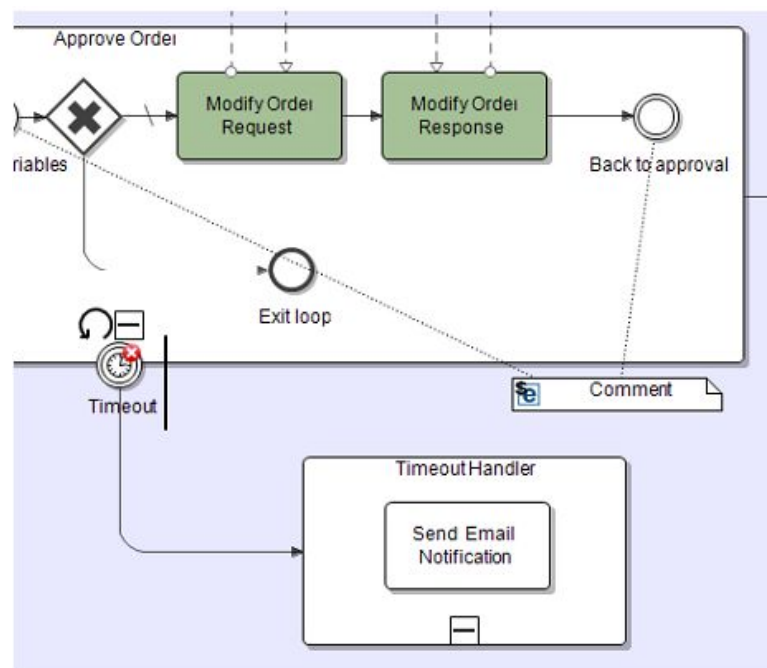 Approve Order
Modify Order
Request
Modify Order
Response
riables
Back to approval
Exit loop
Timeout
Comment
Timeout Handler
Send Email
Notification